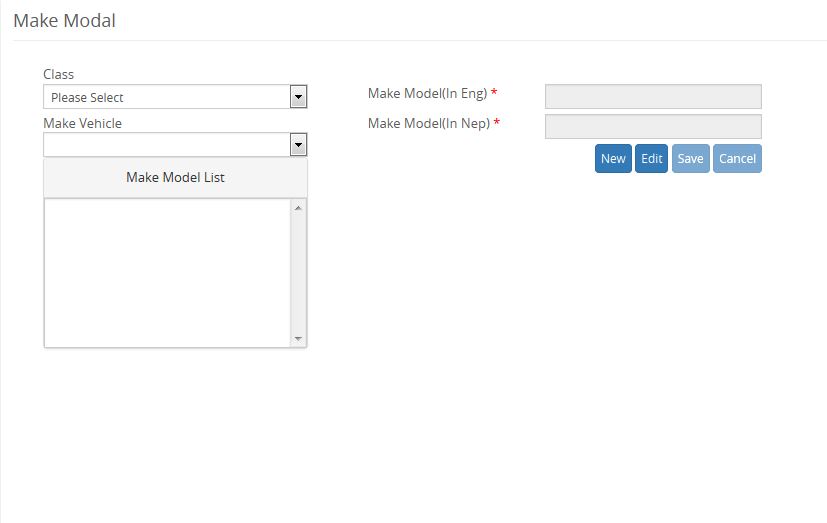 Make Modal
Class
Please Select
Make Vehicle
Make Model List
Make Model(In Eng) *
Make Model(In Nep) *
New Edit Save Cancel